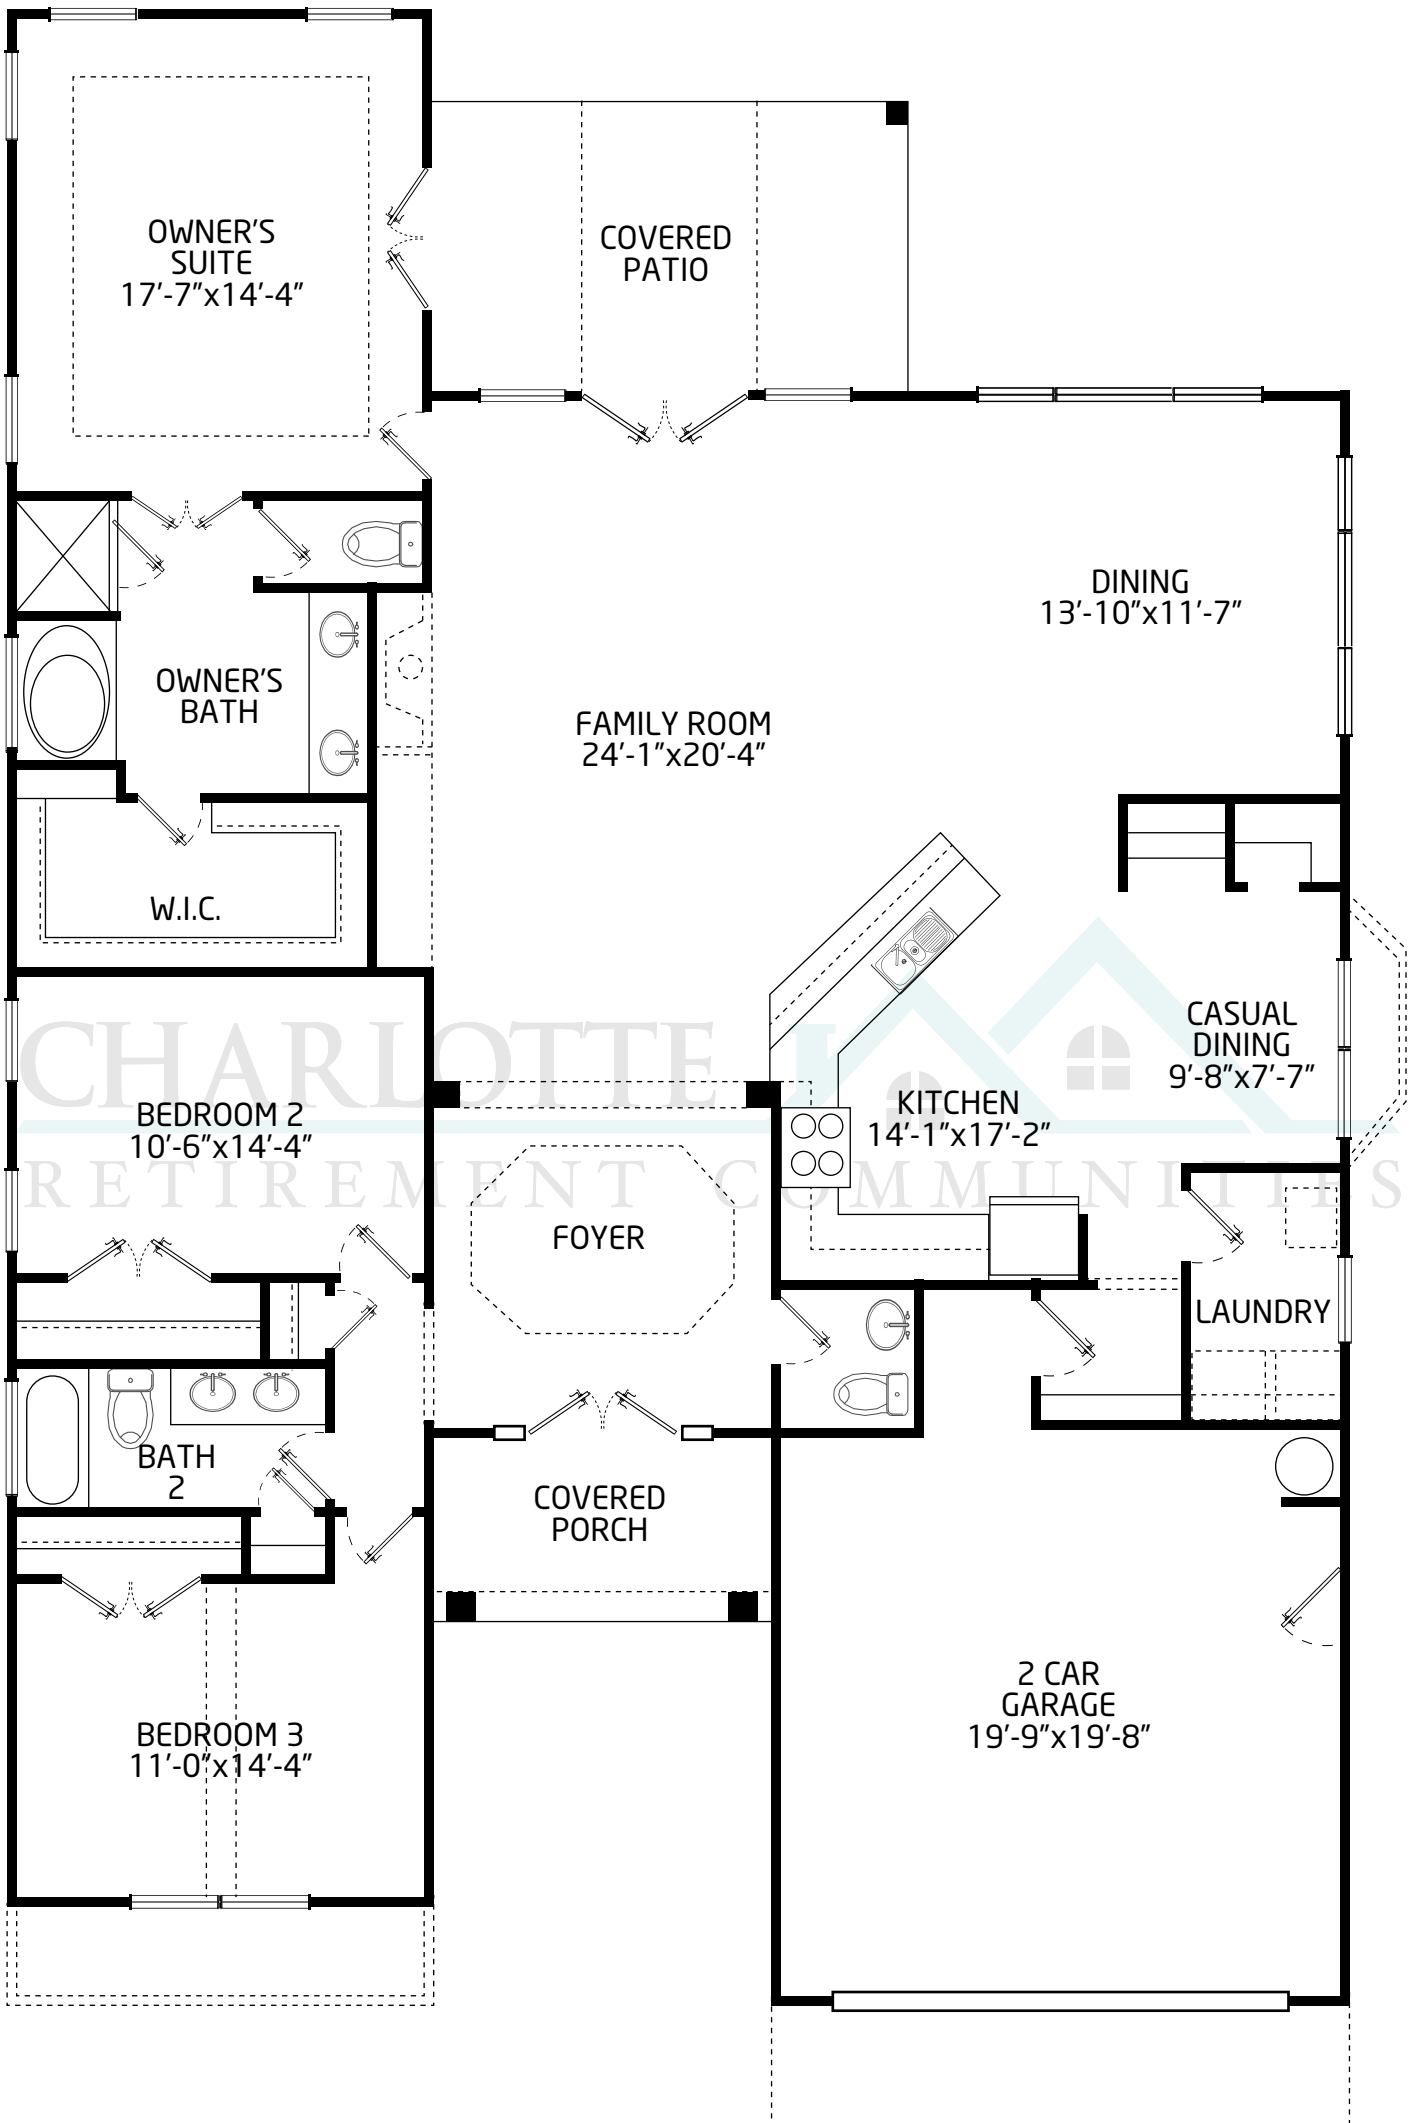 OWNER'S
SUITE
17'-7"x14'-4"
COVERED
PATIO
DINING
13'-10"x11'-7"
OWNER'S
BATH
FAMILY ROOM
24'-1"x20'-4"
W.I.C.
CASUAL
DINING
9'-8"x7'-7"
CHARLOTTE
KITCHEN
14'-1"x17'-2"
BEDROOM 2
10'-6"x14'-4"
RETIREMENT COMMUNITIES
FOYER
LAUNDRY
BATH
2
COVERED
PORCH
2 CAR
GARAGE
19'-9"x19'-8"
BEDROOM 3
11'-0"x14'-4"